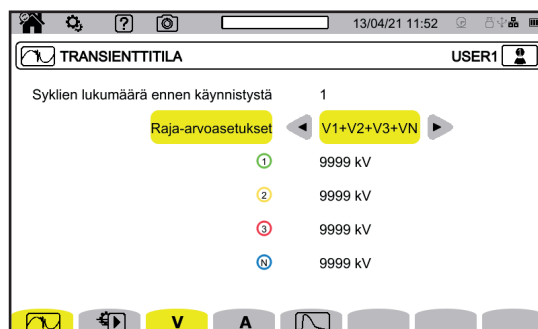 13/04/21 11:52
TRANSIENTTITILA USER1
Syklien lukumäärä ennen käynnistystä 1
Raja-arvoasetukset V1+V2+V3+VN
1 9999 kV
2 9999 kV
3 9999 kV
N 9999 kV
V A